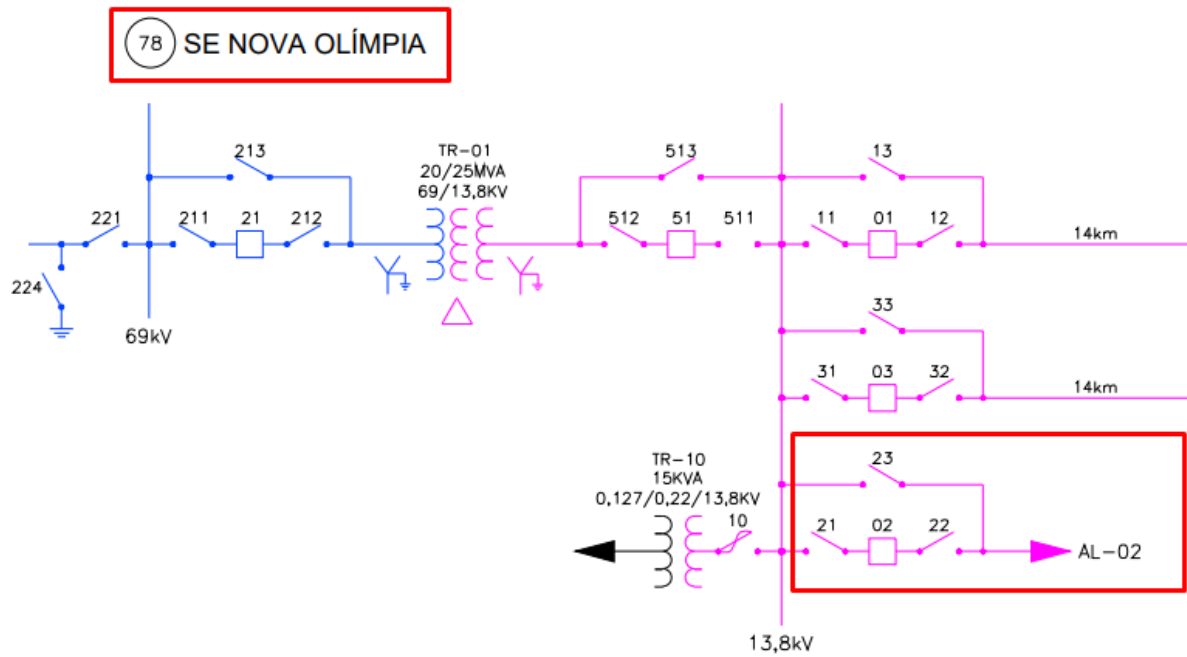 78 SE NOVA OLÍMPIA
213
TR-01
20/25MVA
69/13,8KV
513
13
221
211
21
212
512
51
511
11
01
12
14km
224
69kV
33
31
03
32
14km
TR-10
15KVA
0,127/0,22/13,8KV
10
23
21
02
22
AL-02
13,8kV